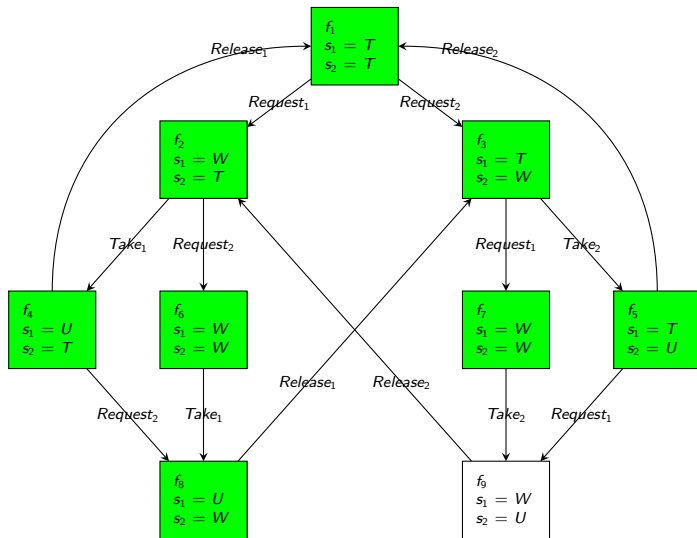 f₁
s₁ = T
s₂ = T
Release₁
Release₂
Request₁
Request₂
f₂
s₁ = W
s₂ = T
f₃
s₁ = T
s₂ = W
Take₁
Request₂
Request₁
Take₂
f₄
s₁ = U
s₂ = T
f₆
s₁ = W
s₂ = W
f₇
s₁ = W
s₂ = W
f₅
s₁ = T
s₂ = U
Release₁
Release₂
Request₂
Take₁
Take₂
Request₁
f₈
s₁ = U
s₂ = W
f₉
s₁ = W
s₂ = U